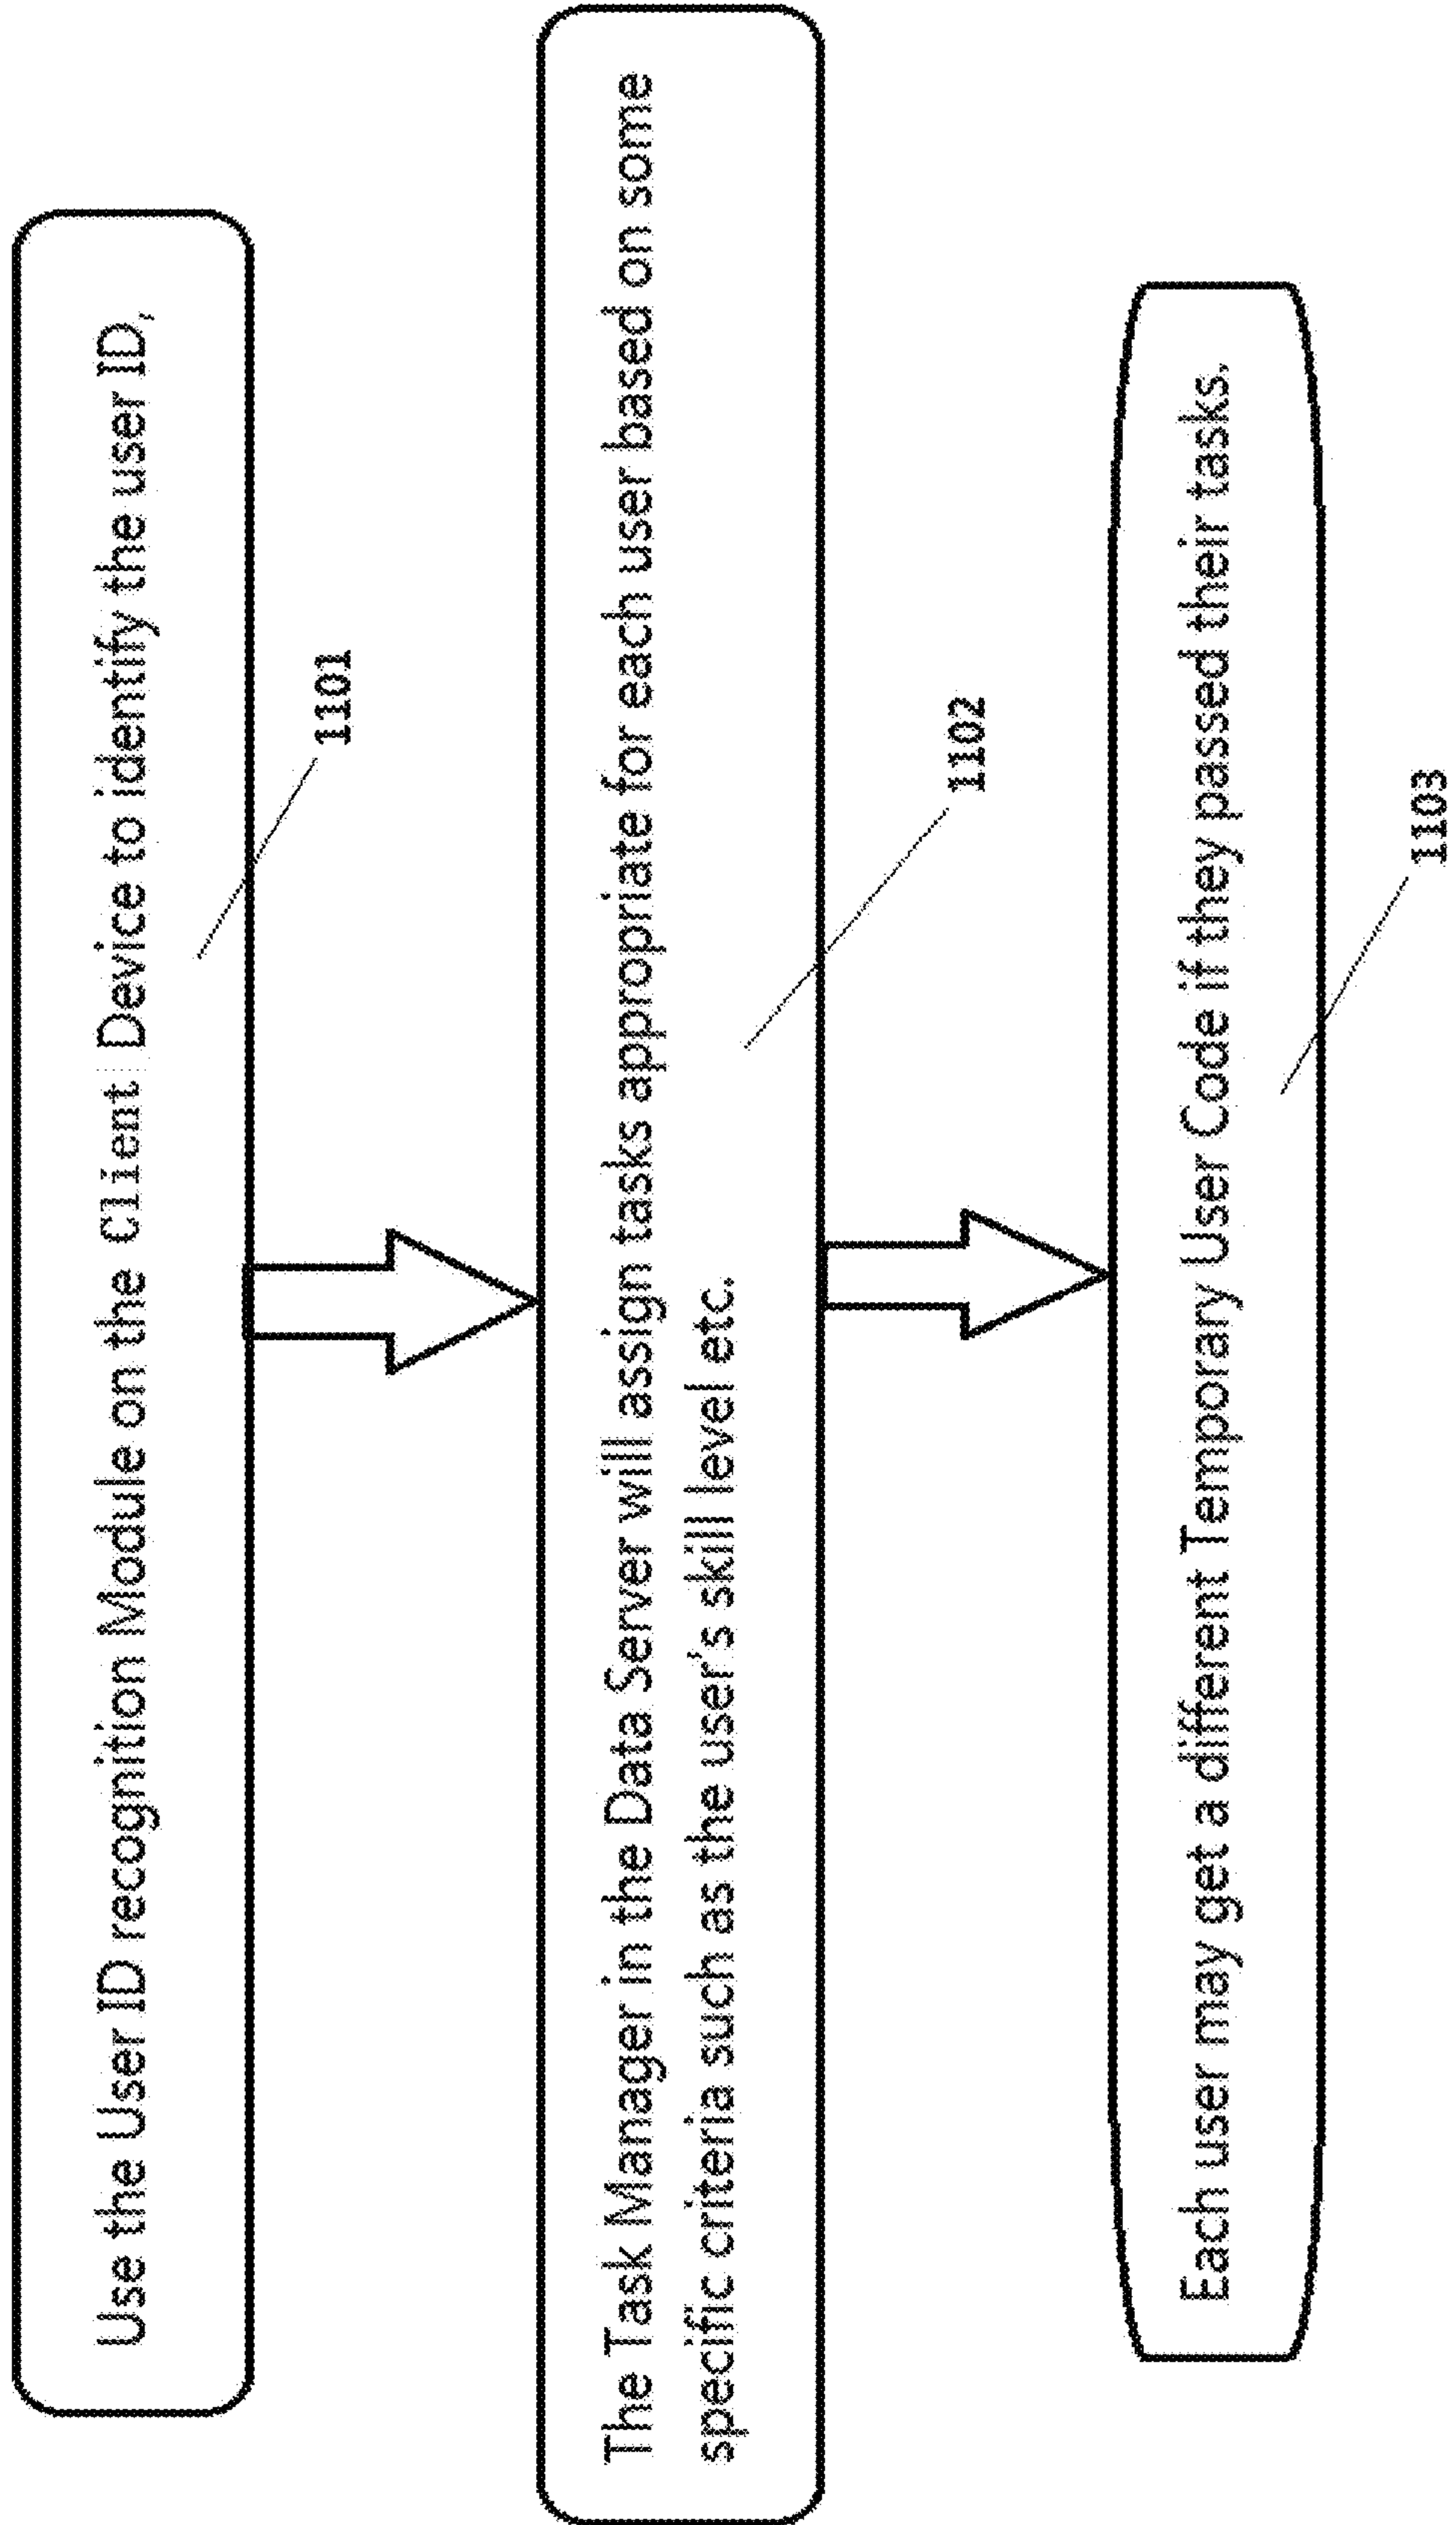 Use the User ID recognition Module on the Client Device to identify the user ID,
1101
The Task Manager in the Data Server will assign tasks appropriate for each user based on some
specific criteria such as the user's skill level etc.
1102
Each user may get a different Temporary User Code if they passed their tasks.
1103